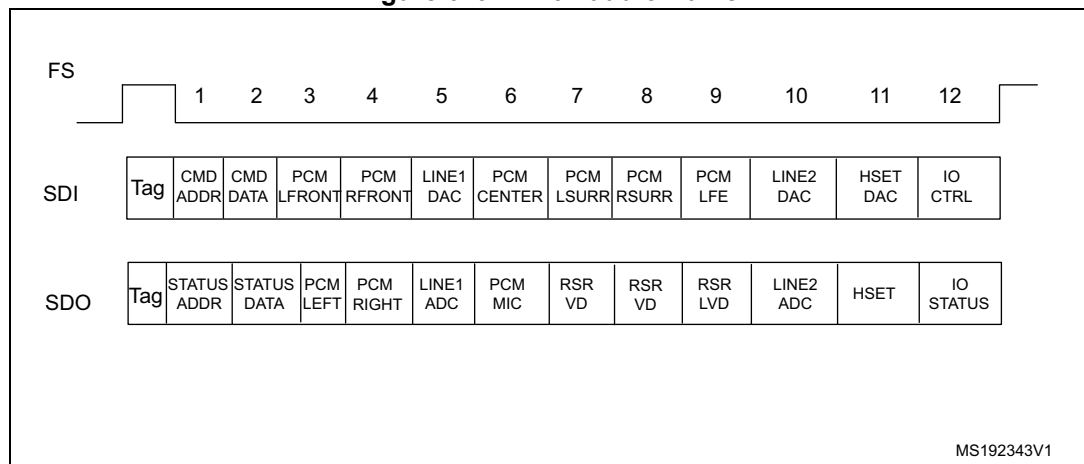 FS
1 2 3 4 5 6 7 8 9 10 11 12
SDI
Tag
CMD ADDR
CMD DATA
PCM LFRONT
PCM RFRONT
LINE1 DAC
PCM CENTER
PCM LSURR
PCM RSURR
PCM LFE
LINE2 DAC
HSET DAC
IO CTRL
SDO
Tag
STATUS ADDR
STATUS DATA
PCM LEFT
PCM RIGHT
LINE1 ADC
PCM MIC
RSR VD
RSR VD
RSR LVD
LINE2 ADC
HSET
IO STATUS
MS192343V1